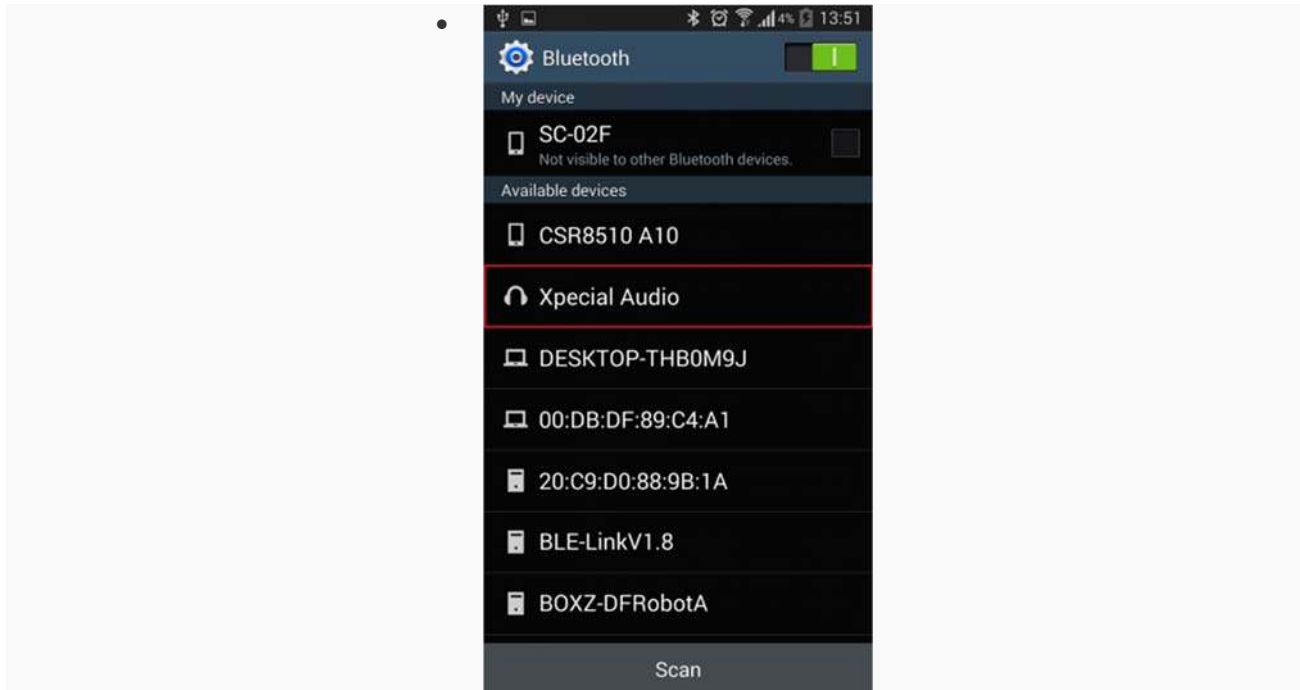 4% 13:51
Bluetooth
My device
SC-02F
Not visible to other Bluetooth devices.
Available devices
CSR8510 A10
Xpecial Audio
DESKTOP-THB0M9J
00:DB:DF:89:C4:A1
20:C9:D0:88:9B:1A
BLE-LinkV1.8
BOXZ-DFRobotA
Scan